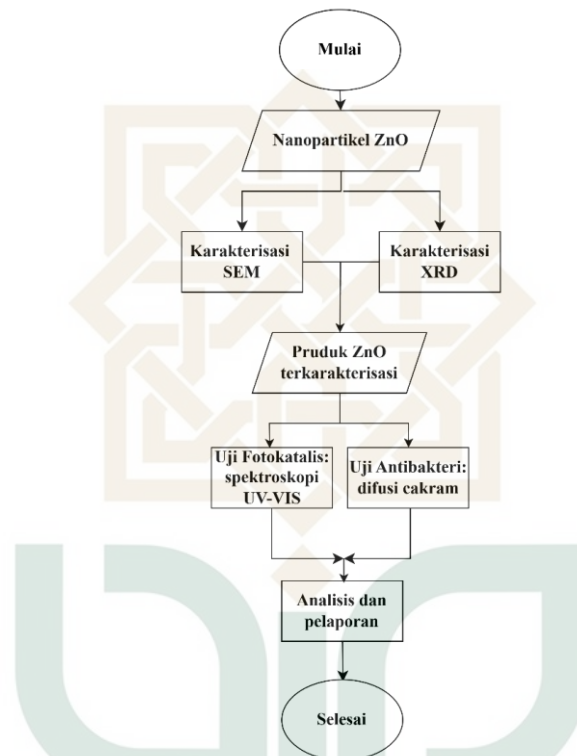 Mulai
Nanopartikel ZnO
Karakterisasi
SEM
Karakterisasi
XRD
Pruduk ZnO
terkarakterisasi
Uji Fotokatalis:
spektroskopi
UV-VIS
Uji Antibakteri:
difusi cakram
Analisis dan
pelaporan
Selesai